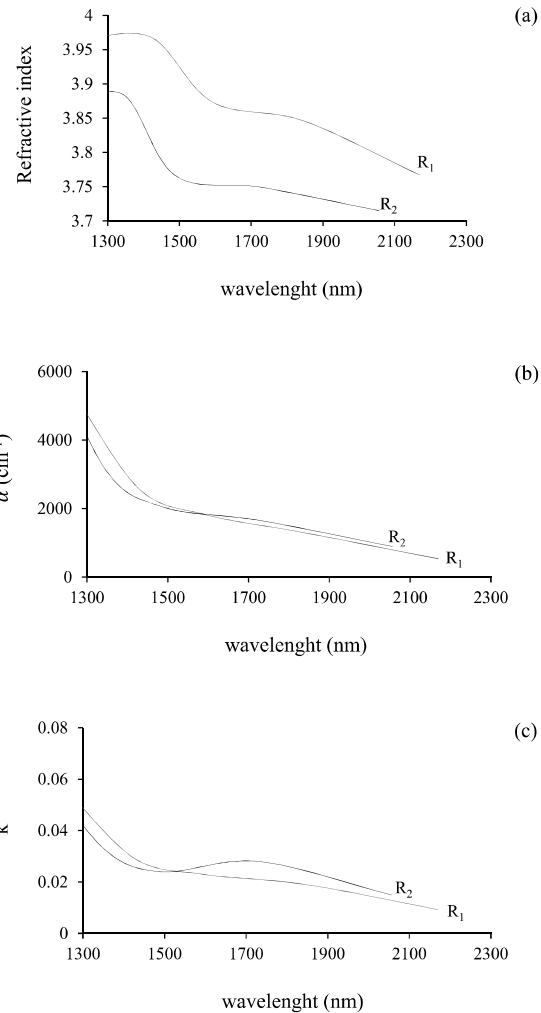 (a)
Refractive index
4
3.95
3.9
3.85
3.8
3.75
3.7
R₁
R₂
1300 1500 1700 1900 2100 2300
wavelenght (nm)
(b)
α (cm⁻¹)
6000
4000
2000
0
R₂
R₁
1300 1500 1700 1900 2100 2300
wavelenght (nm)
(c)
0.08
0.06
0.04
0.02
0
R₂
R₁
1300 1500 1700 1900 2100 2300
wavelenght (nm)